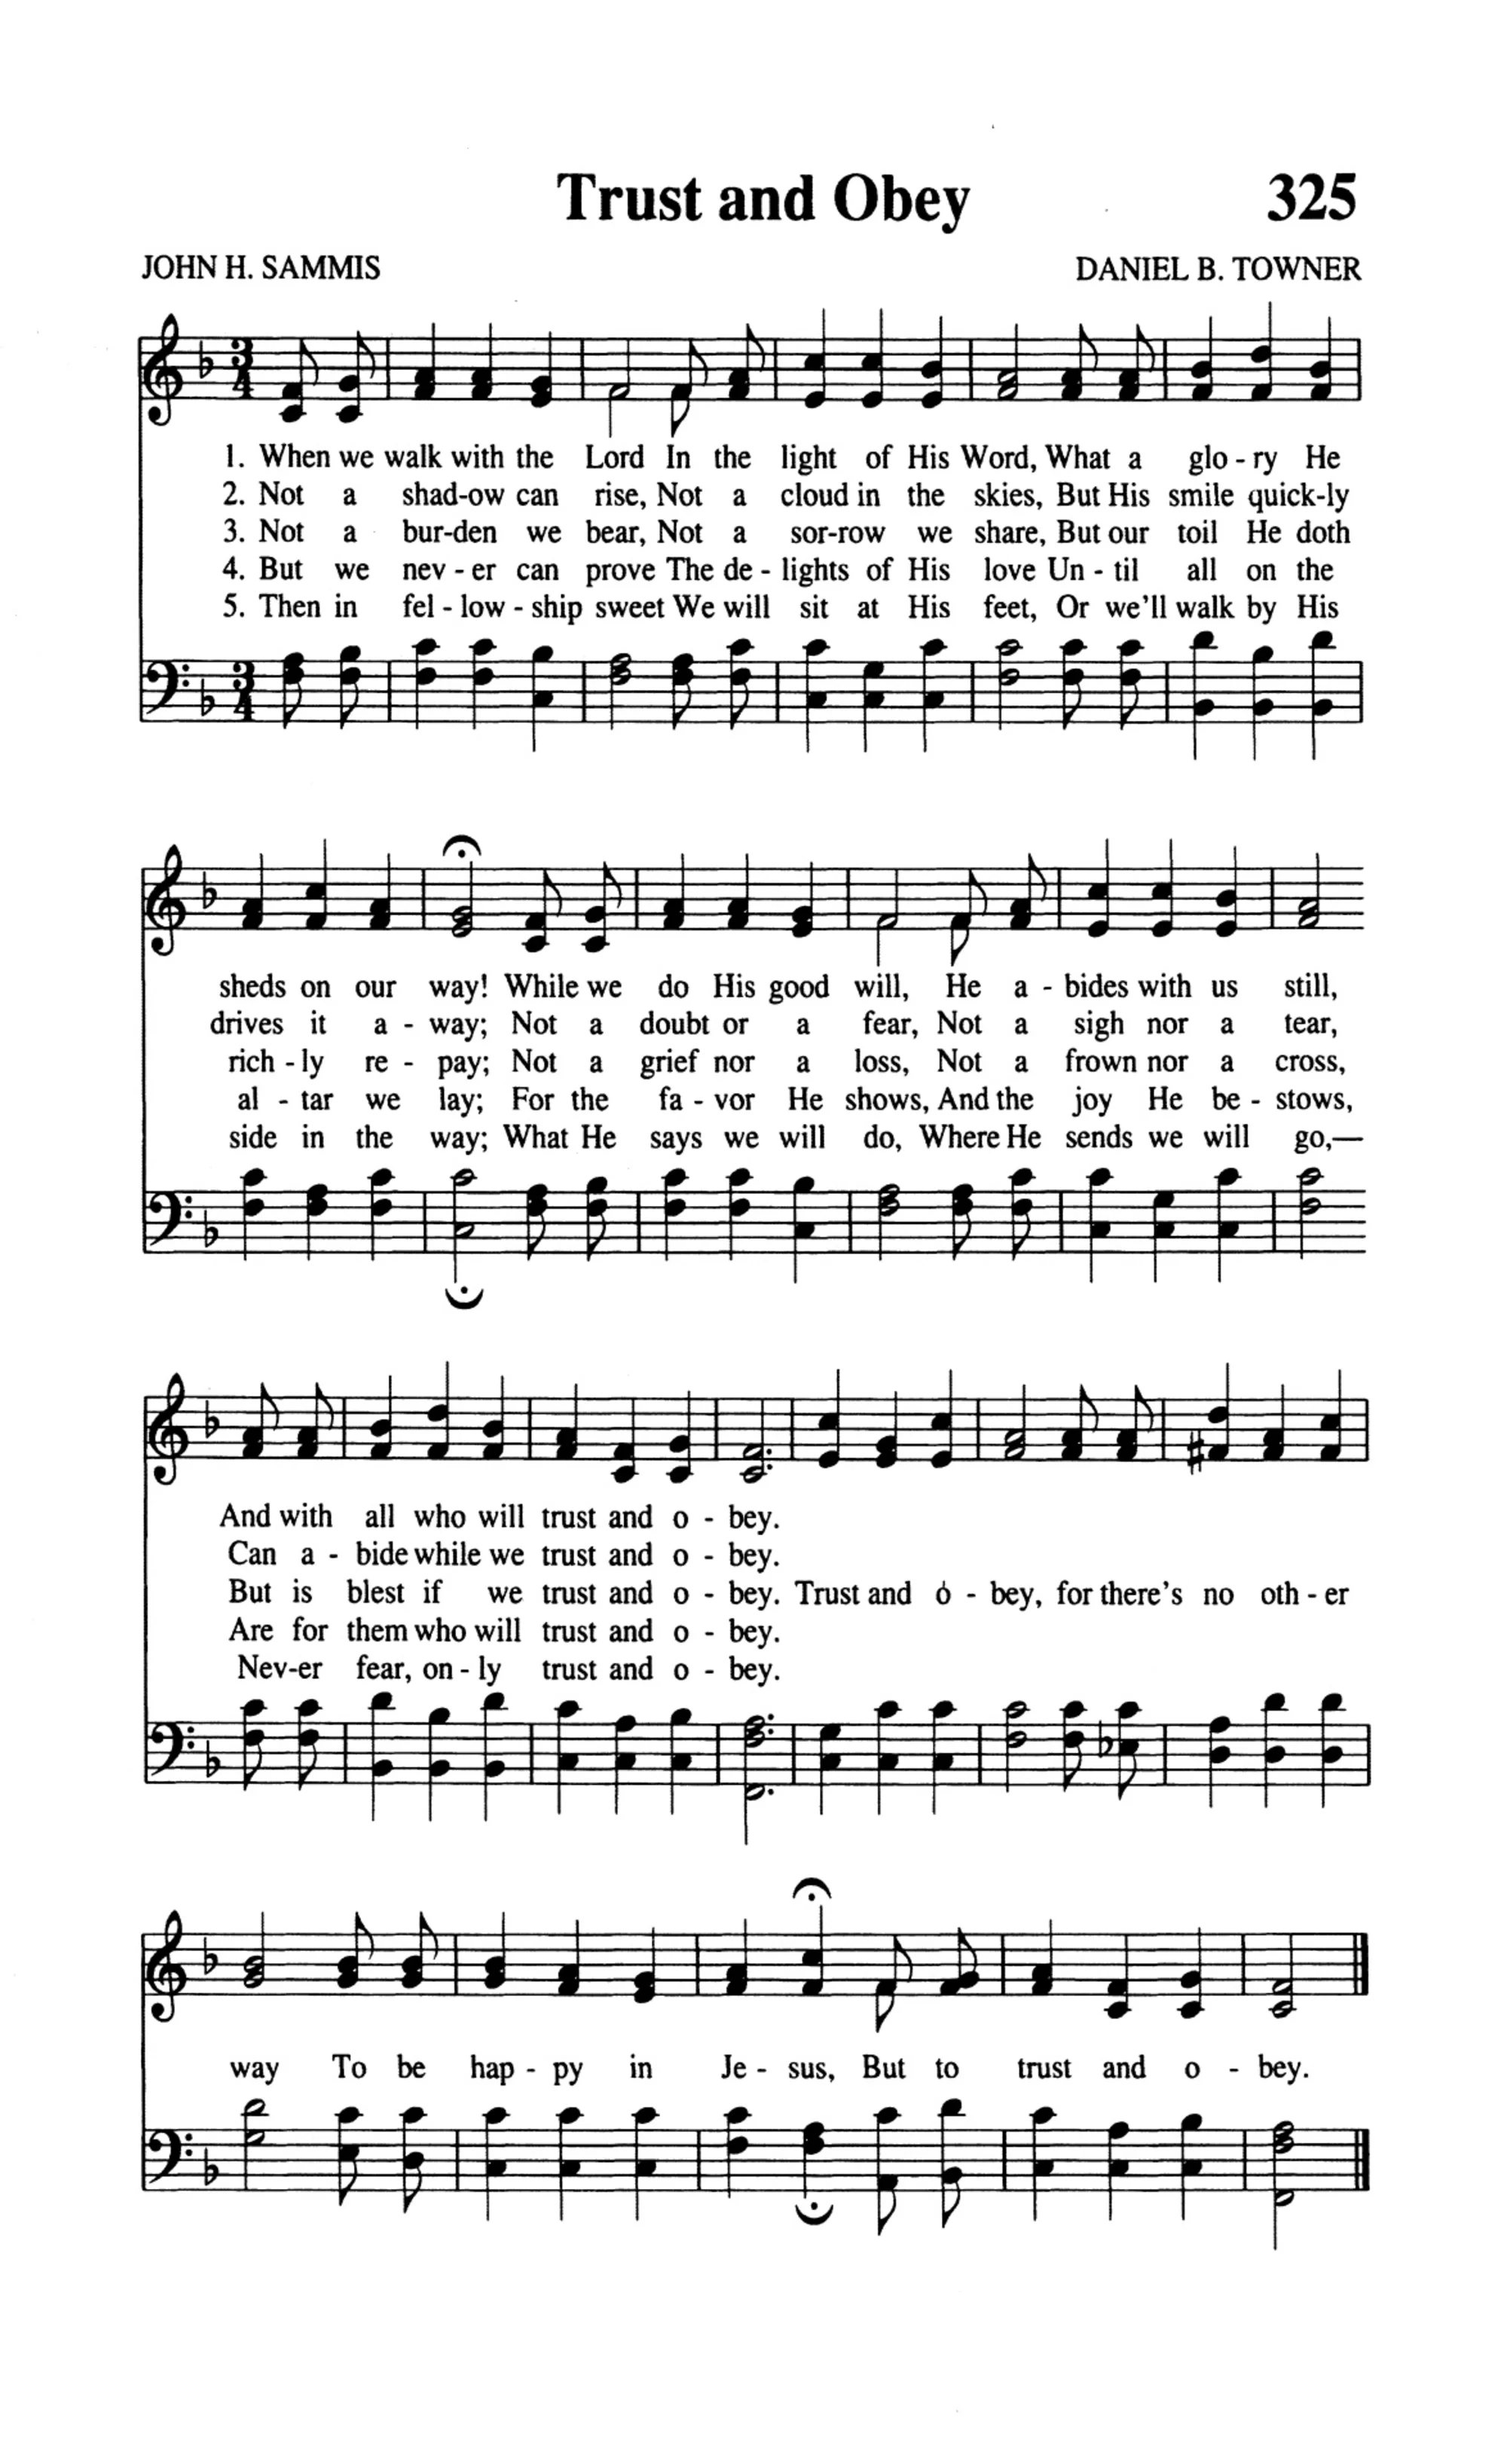 Trust and Obey 325
JOHN H. SAMMIS DANIEL B. TOWNER
1. When we walk with the Lord In the light of His Word, What a glo - ry He
2. Not a shad-ow can rise, Not a cloud in the skies, But His smile quick-ly
3. Not a bur-den we bear, Not a sor-row we share, But our toil He doth
4. But we nev - er can prove The de - lights of His love Un - til all on the
5. Then in fel - low - ship sweet We will sit at His feet, Or we'll walk by His
sheds on our way! While we do His good will, He a - bides with us still,
drives it a - way; Not a doubt or a fear, Not a sigh nor a tear,
rich - ly re - pay; Not a grief nor a loss, Not a frown nor a cross,
al - tar we lay; For the fa - vor He shows, And the joy He be - stows,
side in the way; What He says we will do, Where He sends we will go,—
And with all who will trust and o - bey.
Can a - bide while we trust and o - bey.
But is blest if we trust and o - bey. Trust and o - bey, for there's no oth - er
Are for them who will trust and o - bey.
Nev-er fear, on - ly trust and o - bey.
way To be hap - py in Je - sus, But to trust and o - bey.